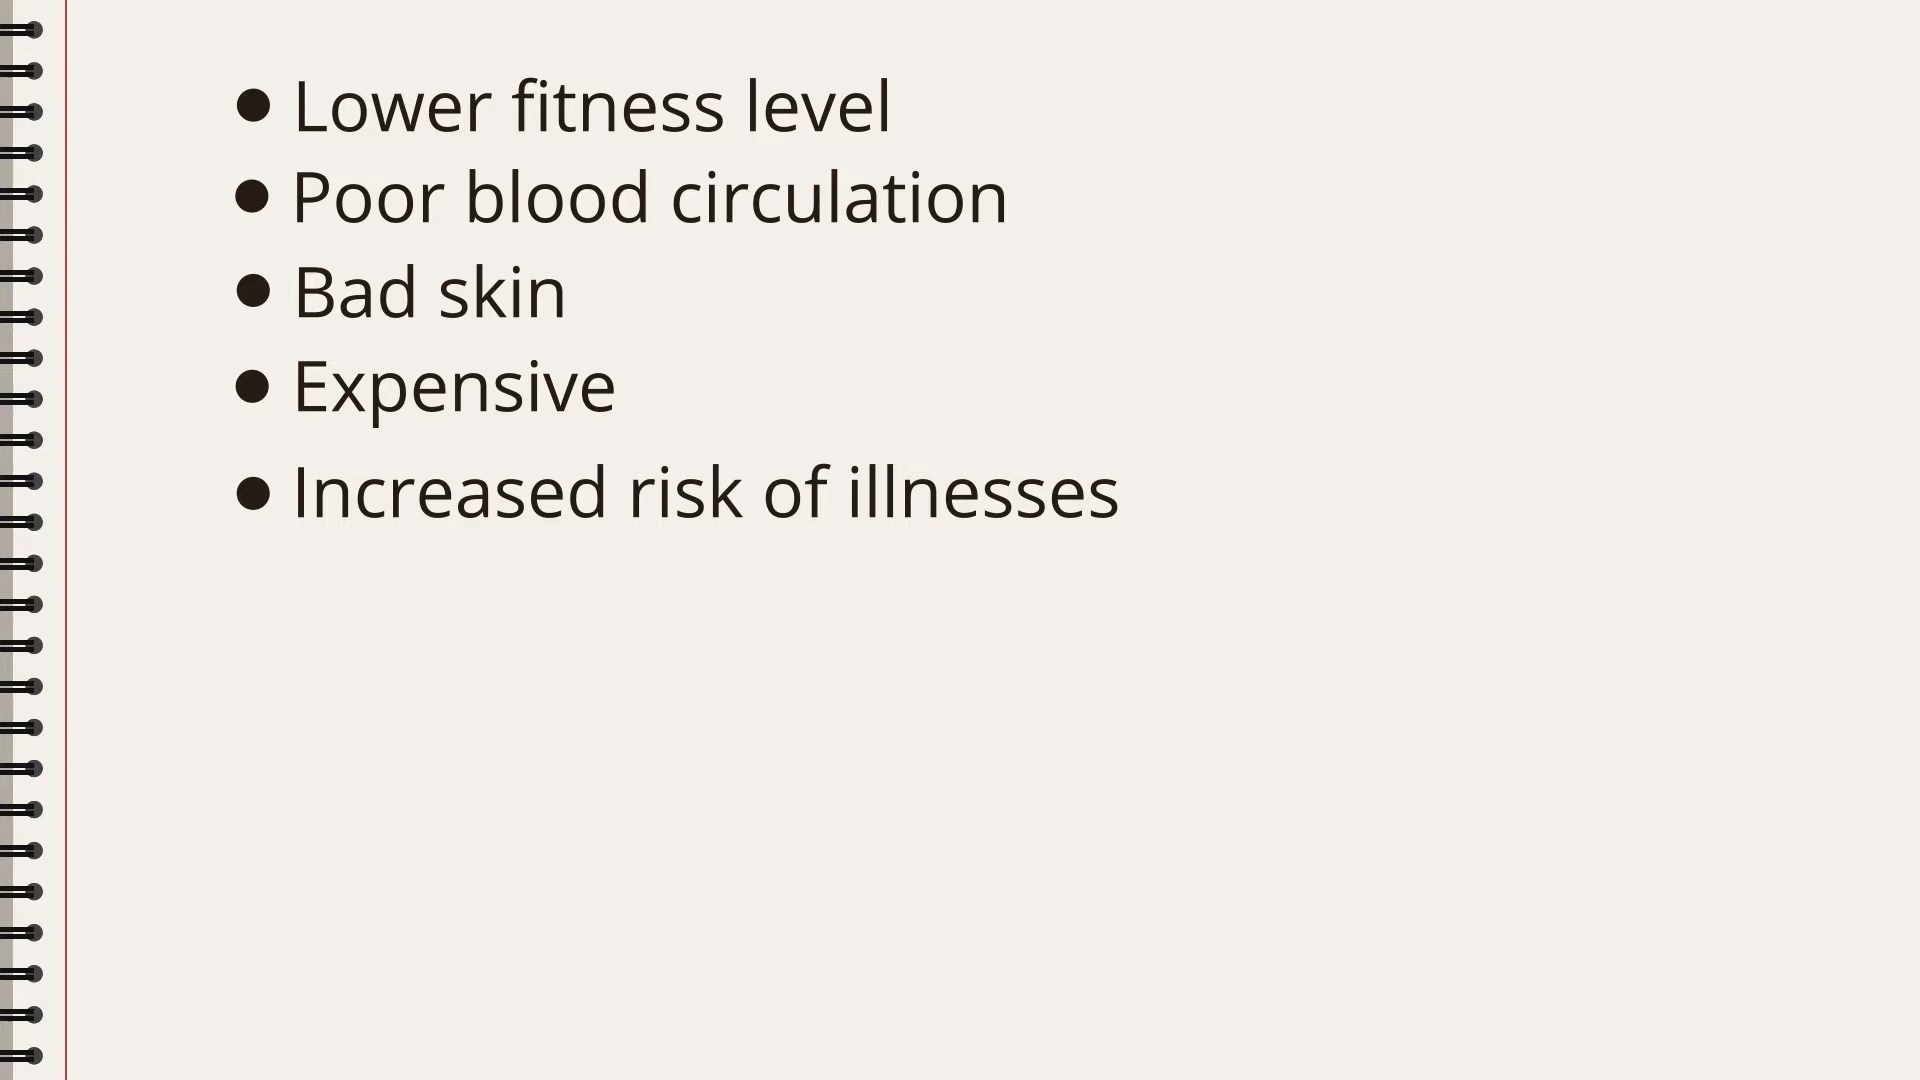 ● Lower fitness level
● Poor blood circulation
● Bad skin
● Expensive
● Increased risk of illnesses